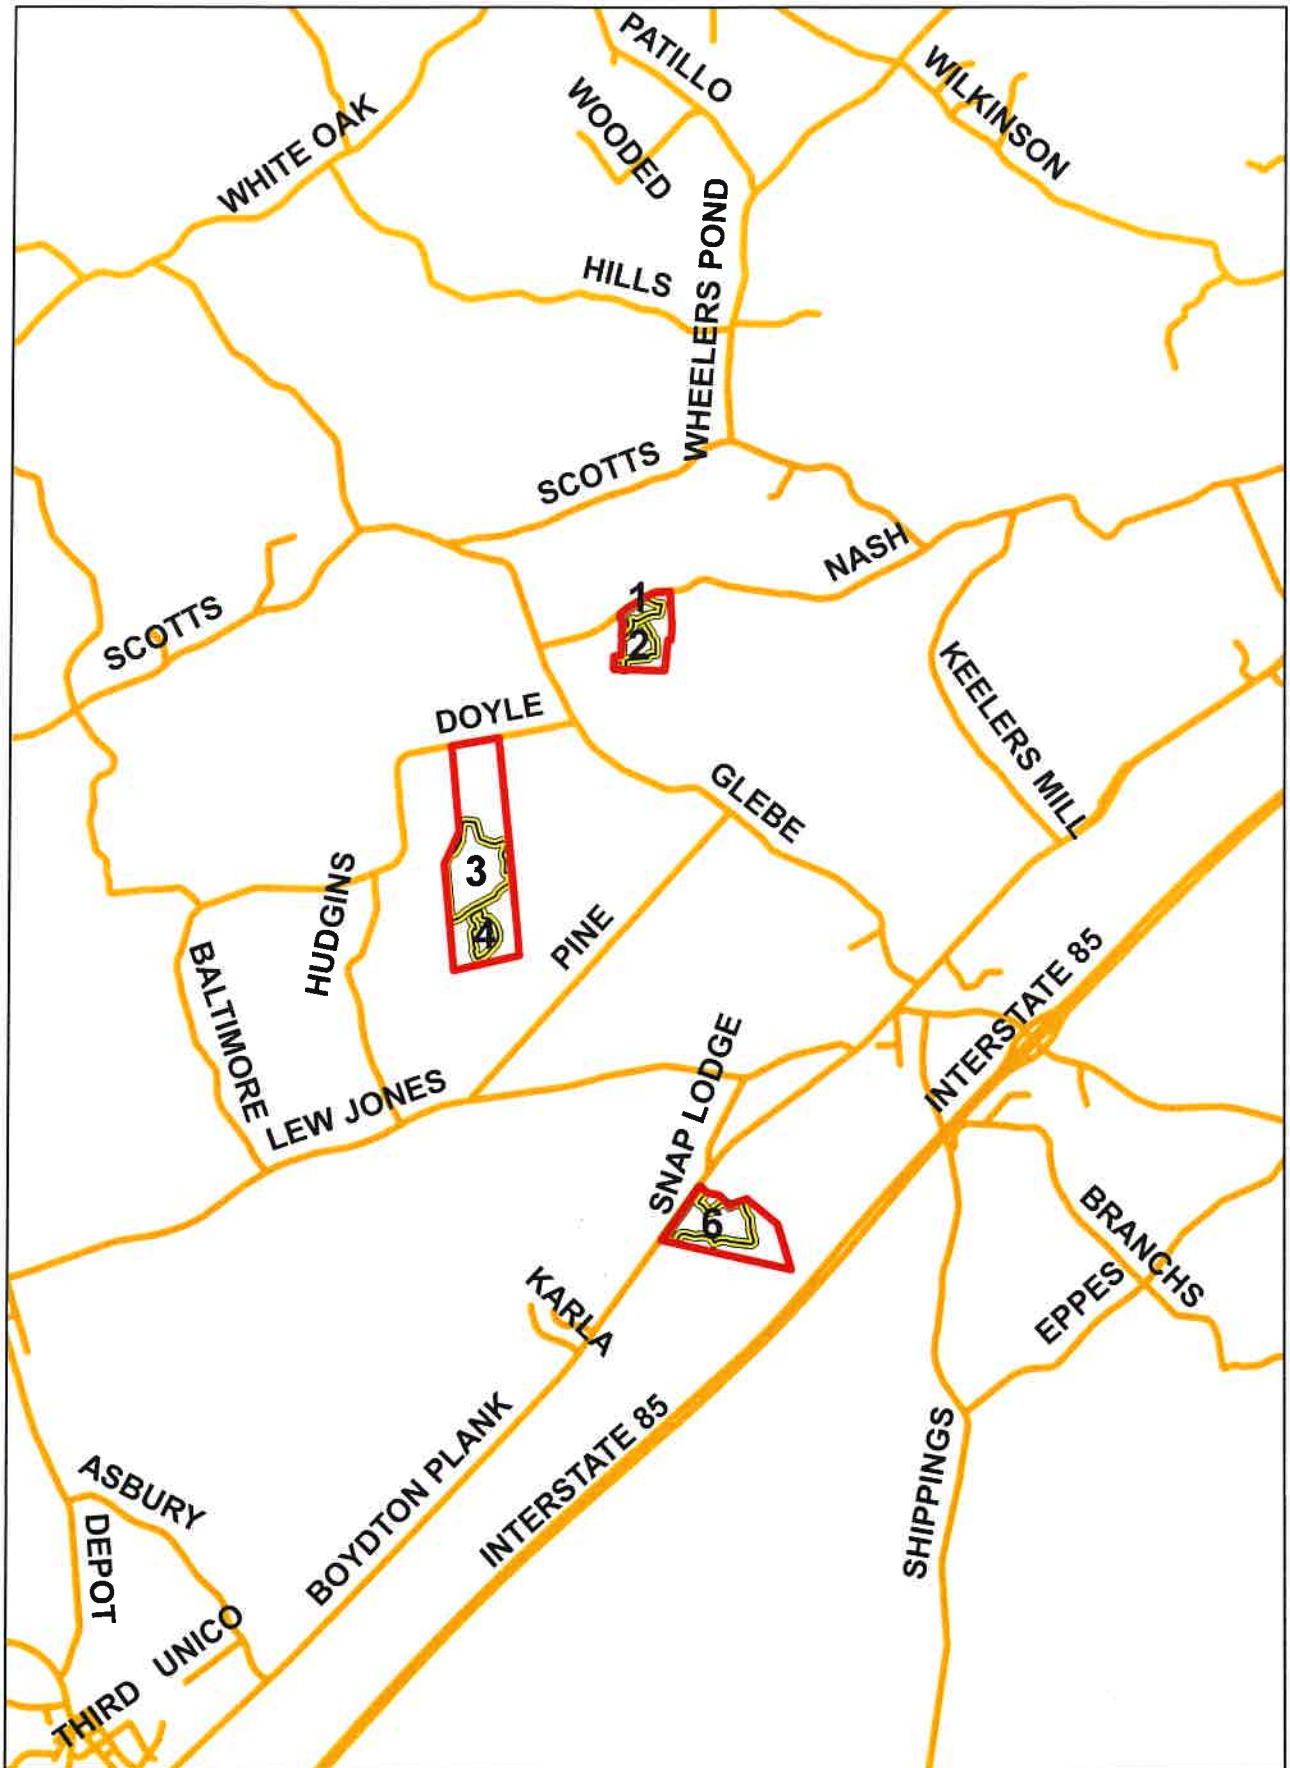 PATILLO
WILKINSON
WOODED
WHITE OAK
WHEELERS POND
HILLS
SCOTTS
NASH
1
2
SCOTTS
KEELERS MILL
DOYLE
GLEBE
3
4
HUDGINS
PINE
BALTIMORE
INTERSTATE 85
SNAP LODGE
LEW JONES
6
BRANCHS
EPPES
KARLA
BOYDTON PLANK
INTERSTATE 85
SHIPPINGS
ASBURY
DEPOT
UNICO
THIRD